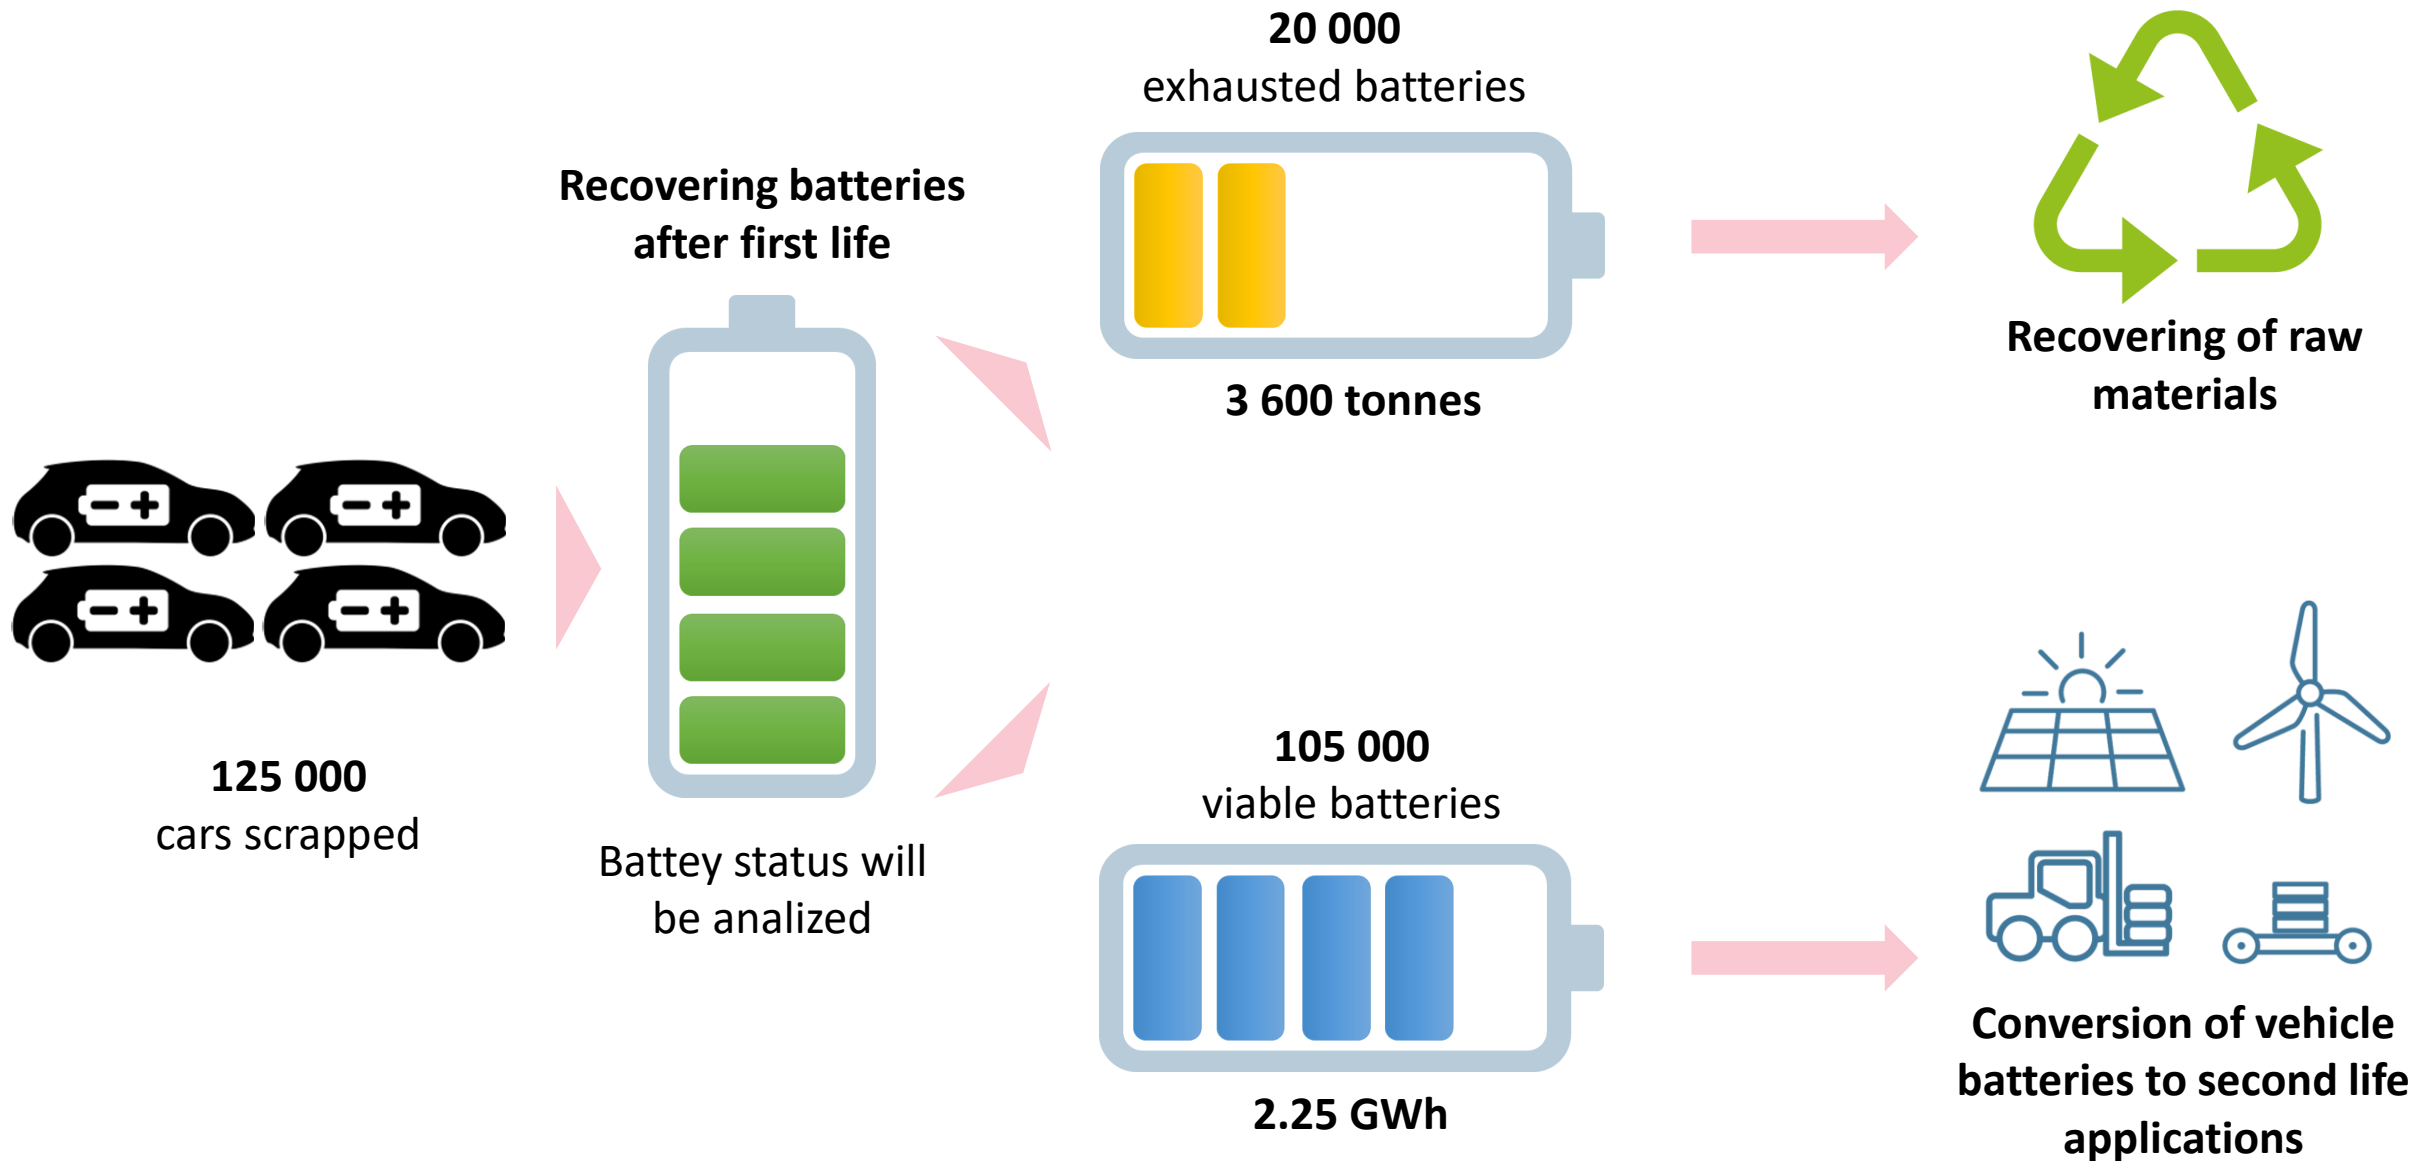 125 000
cars scrapped
Recovering batteries
after first life
Battey status will
be analized
20 000
exhausted batteries
3 600 tonnes
Recovering of raw
materials
105 000
viable batteries
2.25 GWh
Conversion of vehicle
batteries to second life
applications